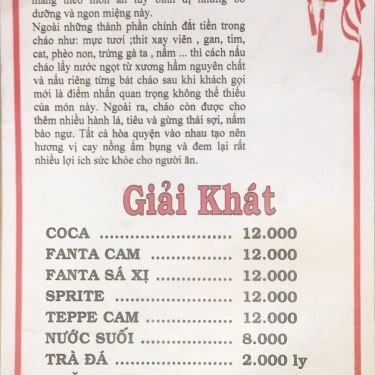 dưỡng và ngon miệng này.
Ngoài những thành phần chính đắt tiền trong
cháo như: mực tươi ;thịt xay viên , gan, tim,
cat, phèo non, trứng gà ta , nấm ... thì cách nấu
cháo lấy nước ngọt từ xương hầm nguyên chất
và nấu riêng từng bát cháo sau khi khách gọi
mới là điểm nhấn quan trọng không thể thiếu
của món này. Ngoài ra, cháo còn được cho
thêm nhiều hành lá, tiêu và gừng thái sợi, nấm
bào ngư. Tất cả hòa quyện vào nhau tạo nên
hương vị cay nồng ấm bụng và đem lại rất
nhiều lợi ích sức khỏe cho người ăn.
Giải Khát
COCA ........................ 12.000
FANTA CAM ................ 12.000
FANTA SÁ XỊ ............... 12.000
SPRITE ...................... 12.000
TEPPE CAM ................ 12.000
NƯỚC SUỐI ................. 8.000
TRÀ ĐÁ ..................... 2.000 ly